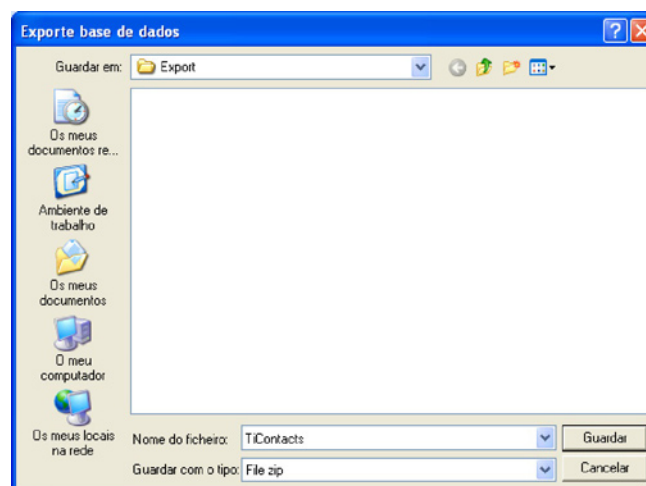 Exporte base de dados
Guardar em:
Export
Os meus
documentos re...
Ambiente de
trabalho
Os meus
documentos
O meu
computador
Os meus locais
na rede
Nome do ficheiro:
TiContacts
Guardar
Guardar com o tipo:
File zip
Cancelar